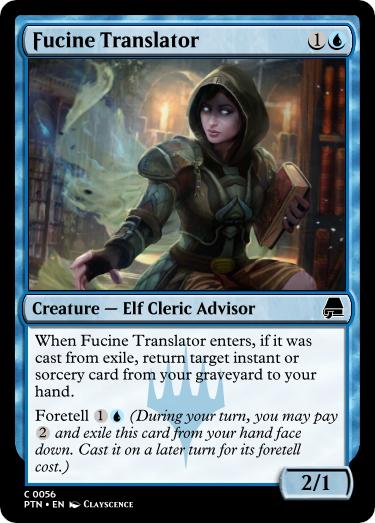 Fucine Translator 1
Creature — Elf Cleric Advisor
When Fucine Translator enters, if it was
cast from exile, return target instant or
sorcery card from your graveyard to your
hand.
Foretell 1 (During your turn, you may pay
2 and exile this card from your hand face
down. Cast it on a later turn for its foretell
cost.)
2/1
C 0056
PTN • EN Clayscience